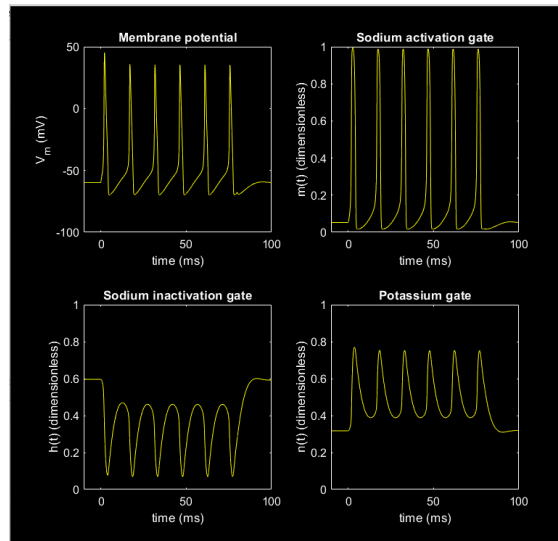 Membrane potential
50
0
-50
-100
V_m (mV)
0 50 100
time (ms)
Sodium activation gate
1
0.8
0.6
0.4
0.2
0
m(t) (dimensionless)
0 50 100
time (ms)
Sodium inactivation gate
1
0.8
0.6
0.4
0.2
0
h(t) (dimensionless)
0 50 100
time (ms)
Potassium gate
1
0.8
0.6
0.4
0.2
0
n(t) (dimensionless)
0 50 100
time (ms)